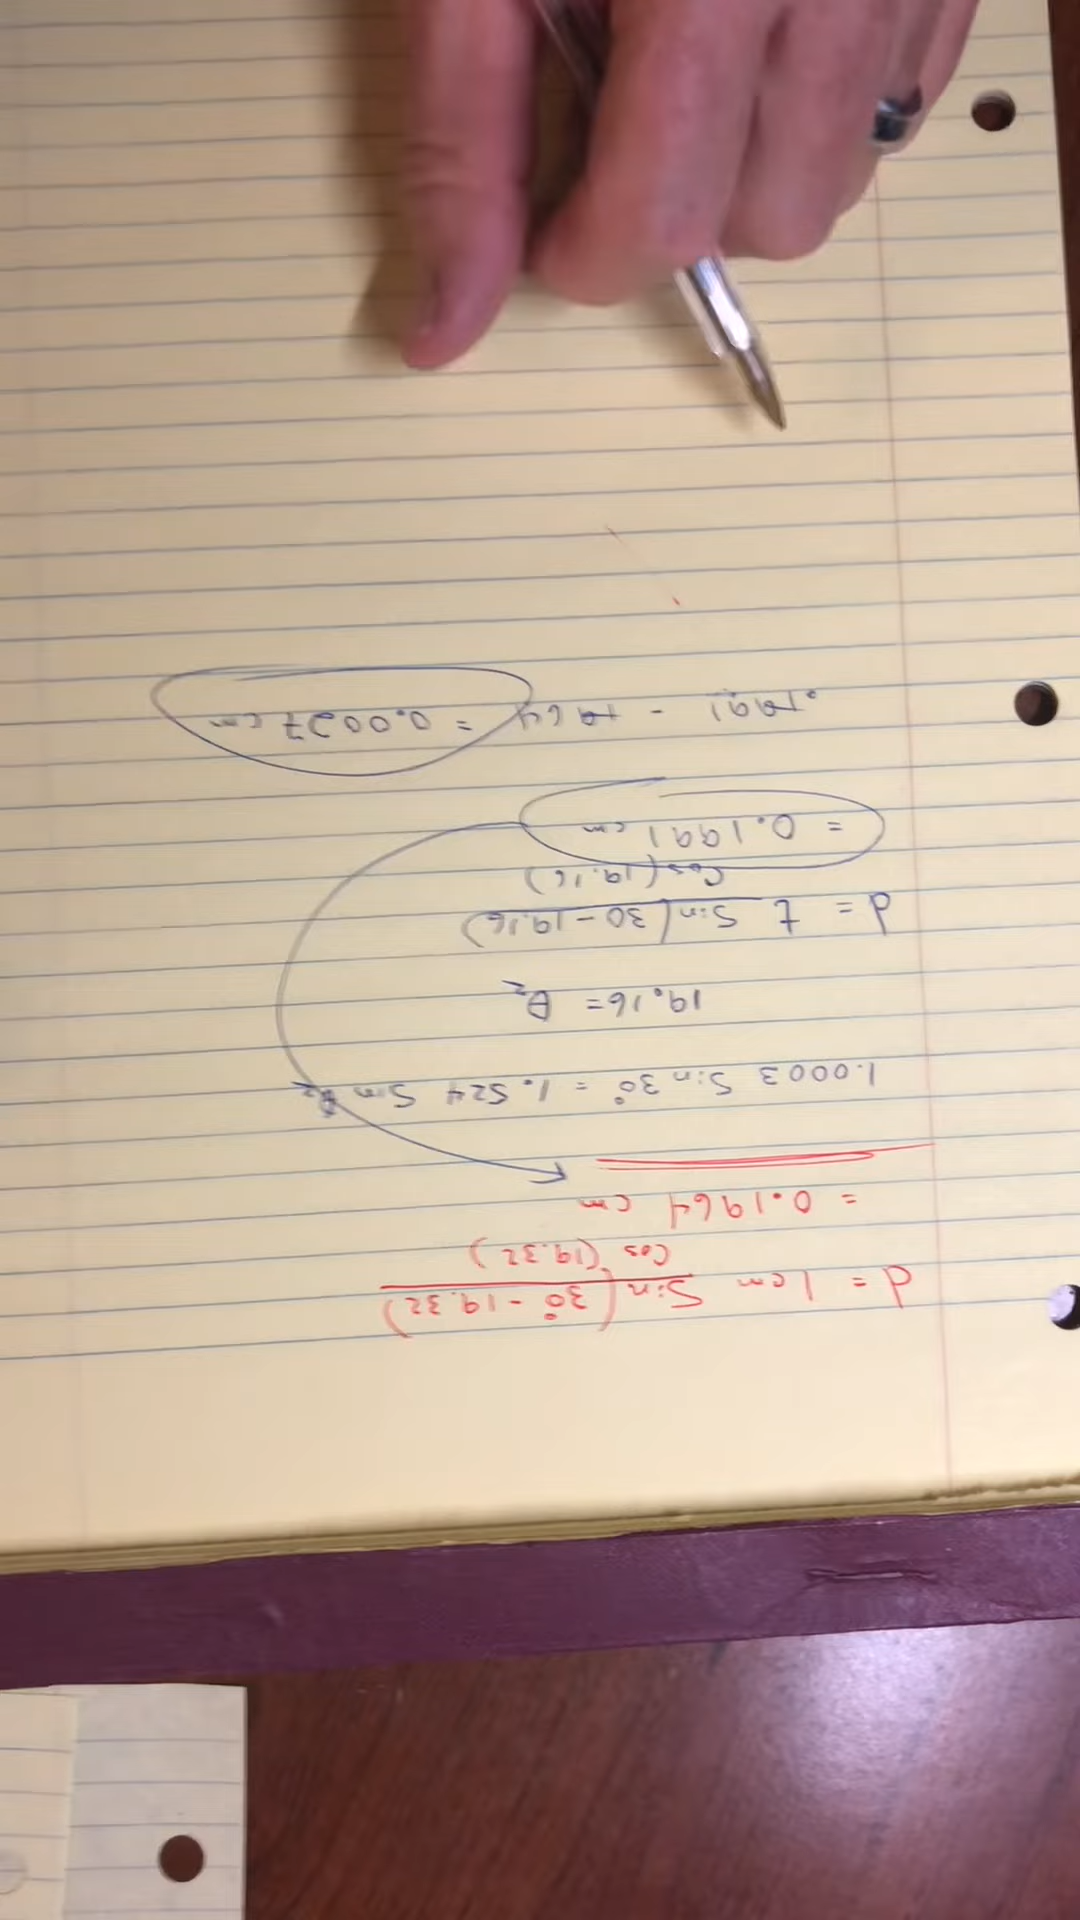 d = 1cm Sin(30° - 19.32)
Cos(19.32)
= 0.1964 cm
1.0003 Sin 30° = 1.524 Sin θ₂
19.16 = θ₂
d = t Sin(30 - 19.16)
Cos(19.16)
= 0.1991 cm
.1991 - 1964 = 0.0027 cm